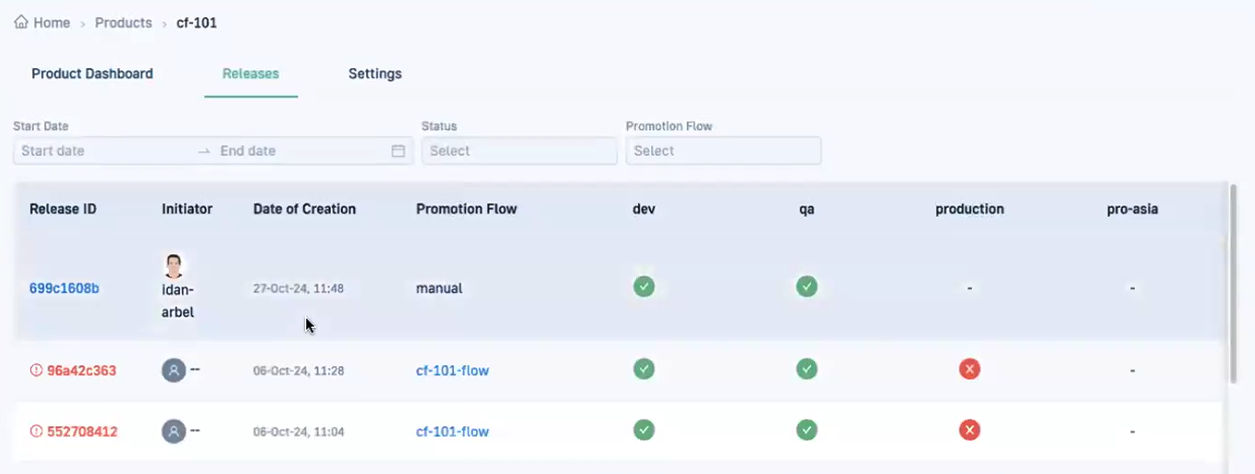 Home > Products > cf-101
Product Dashboard Releases Settings
Start Date Status Promotion Flow
Start date → End date Select Select
Release ID Initiator Date of Creation Promotion Flow dev qa production pro-asia
699c1608b idan-arbel 27-Oct-24, 11:48 manual - -
96a42c363 -- 06-Oct-24, 11:28 cf-101-flow -
552708412 -- 06-Oct-24, 11:04 cf-101-flow -